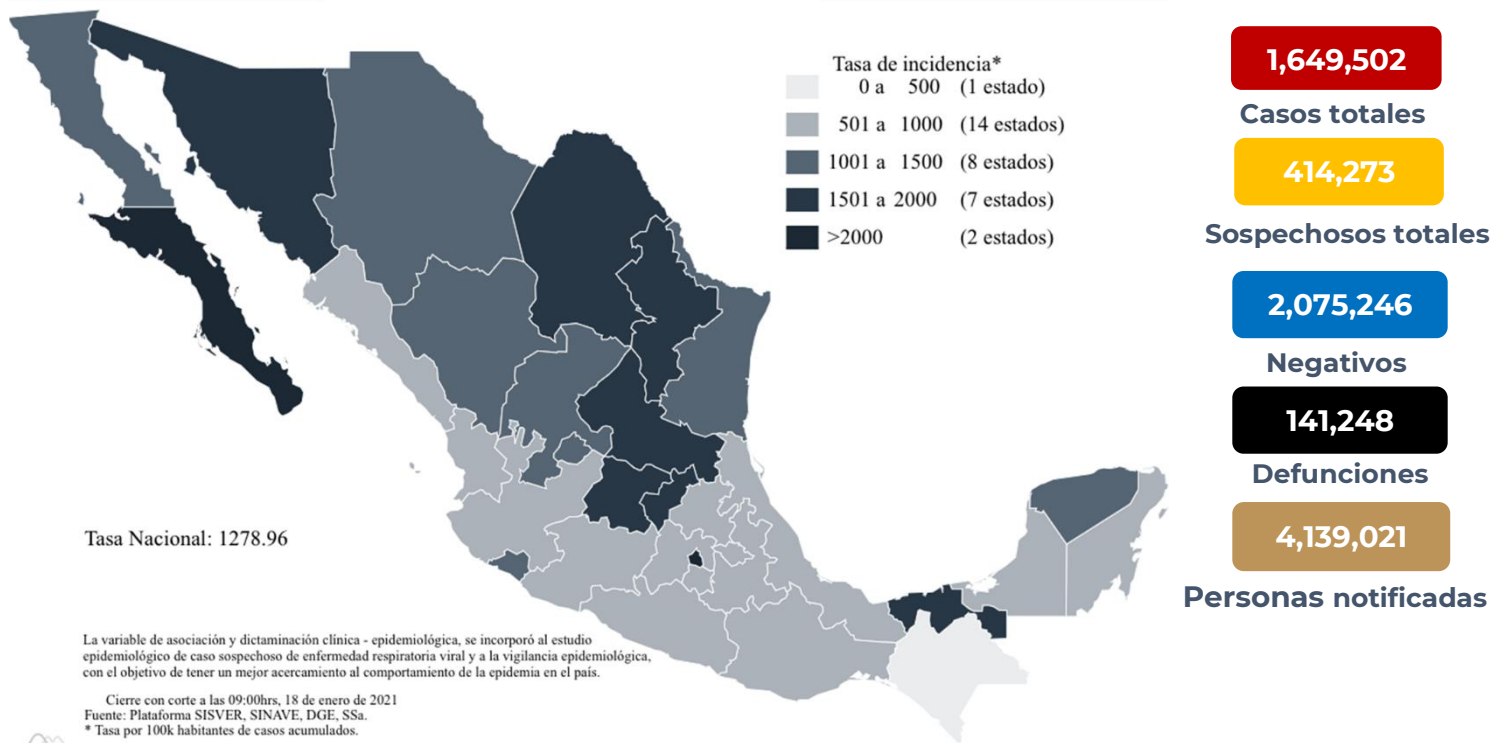 Tasa de incidencia*
0 a 500 (1 estado)
501 a 1000 (14 estados)
1001 a 1500 (8 estados)
1501 a 2000 (7 estados)
>2000 (2 estados)
Tasa Nacional: 1278.96
La variable de asociación y dictaminación clínica - epidemiológica, se incorporó al estudio
epidemiológico de caso sospechoso de enfermedad respiratoria viral y a la vigilancia epidemiológica,
con el objetivo de tener un mejor acercamiento al comportamiento de la epidemia en el país.
Cierre con corte a las 09:00hrs, 18 de enero de 2021
Fuente: Plataforma SISVER, SINAVE, DGE, SSa.
* Tasa por 100k habitantes de casos acumulados.
1,649,502
Casos totales
414,273
Sospechosos totales
2,075,246
Negativos
141,248
Defunciones
4,139,021
Personas notificadas